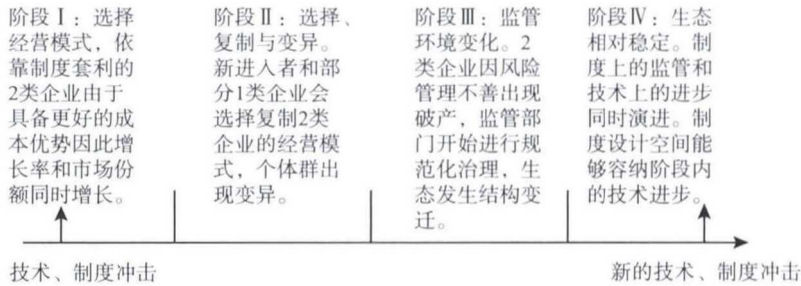 阶段Ⅰ：选择
经营模式，依
靠制度套利的
2类企业由于
具备更好的成
本优势因此增
长率和市场份
额同时增长。
阶段Ⅱ：选择、
复制与变异。
新进入者和部
分1类企业会
选择复制2类
企业的经营模
式，个体群出
现变异。
阶段Ⅲ：监管
环境变化。2
类企业因风险
管理不善出现
破产，监管部
门开始进行规
范化治理，生
态发生结构变
迁。
阶段Ⅳ：生态
相对稳定。制
度上的监管和
技术上的进步
同时演进。制
度设计空间能
够容纳阶段内
的技术进步。
技术、制度冲击
新的技术、制度冲击